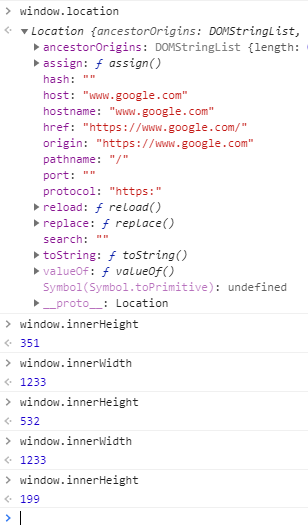 window.location
Location {ancestorOrigins: DOMStringList,
ancestorOrigins: DOMStringList {length:
assign: ƒ assign()
hash: ""
host: "www.google.com"
hostname: "www.google.com"
href: "https://www.google.com/"
origin: "https://www.google.com"
pathname: "/"
port: ""
protocol: "https:"
reload: ƒ reload()
replace: ƒ replace()
search: ""
toString: ƒ toString()
valueOf: ƒ valueOf()
Symbol(Symbol.toPrimitive): undefined
__proto__: Location
window.innerHeight
351
window.innerWidth
1233
window.innerHeight
532
window.innerWidth
1233
window.innerHeight
199